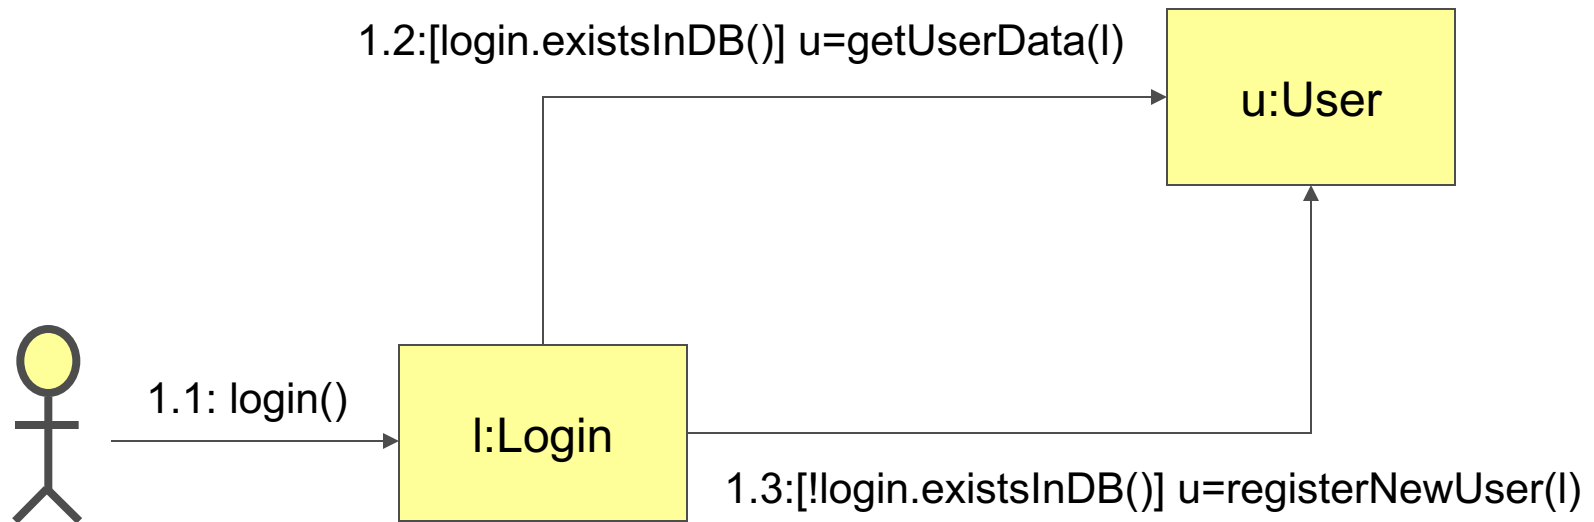 1.2:[login.existsInDB()] u=getUserData(l)
u:User
1.1: login()
l:Login
1.3:[!login.existsInDB()] u=registerNewUser(l)